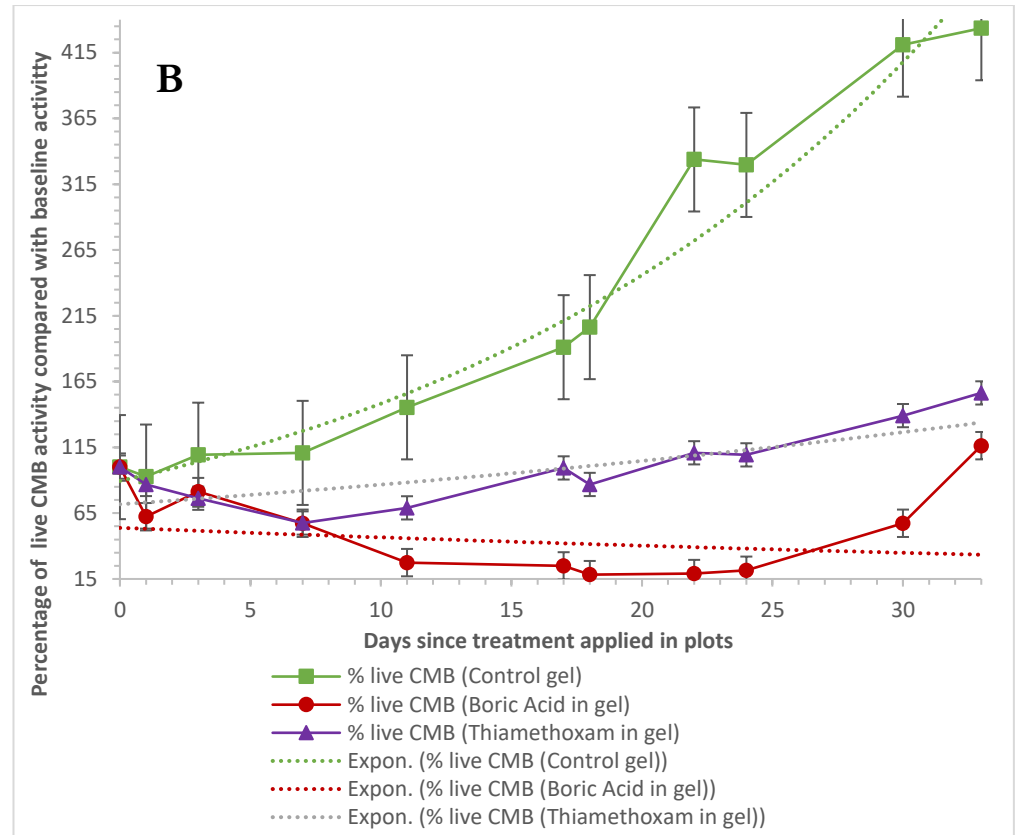 B
Percentage of live CMB activity compared with baseline activity
415
365
315
265
215
165
115
65
15
0 5 10 15 20 25 30
Days since treatment applied in plots
% live CMB (Control gel)
% live CMB (Boric Acid in gel)
% live CMB (Thiamethoxam in gel)
Expon. (% live CMB (Control gel))
Expon. (% live CMB (Boric Acid in gel))
Expon. (% live CMB (Thiamethoxam in gel))